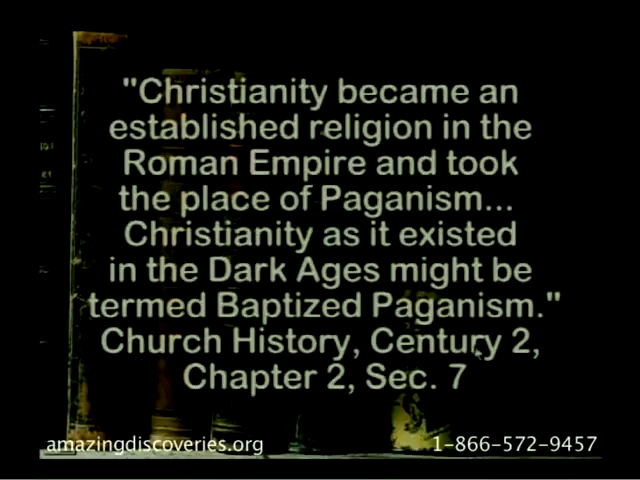 "Christianity became an
established religion in the
Roman Empire and took
the place of Paganism...
Christianity as it existed
in the Dark Ages might be
termed Baptized Paganism."
Church History, Century 2,
Chapter 2, Sec. 7
amazingdiscoveries.org 1-866-572-9457